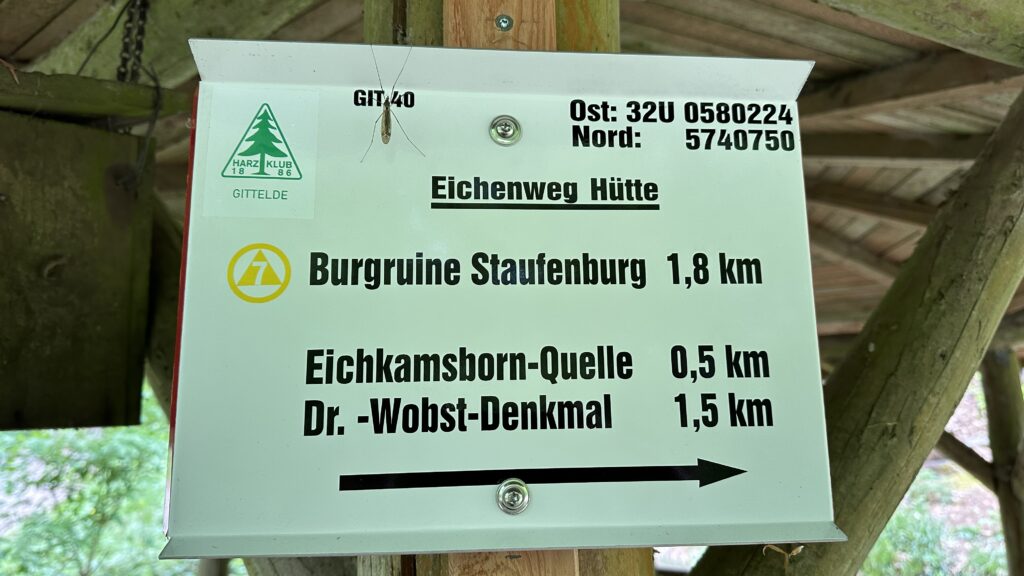 GIT 40
Ost: 32U 0580224
Nord: 5740750
HARZ KLUB
18 86
GITTELDE
Eichenweg Hütte
7
Burgruine Staufenburg 1,8 km
Eichkamsborn-Quelle 0,5 km
Dr. -Wobst-Denkmal 1,5 km